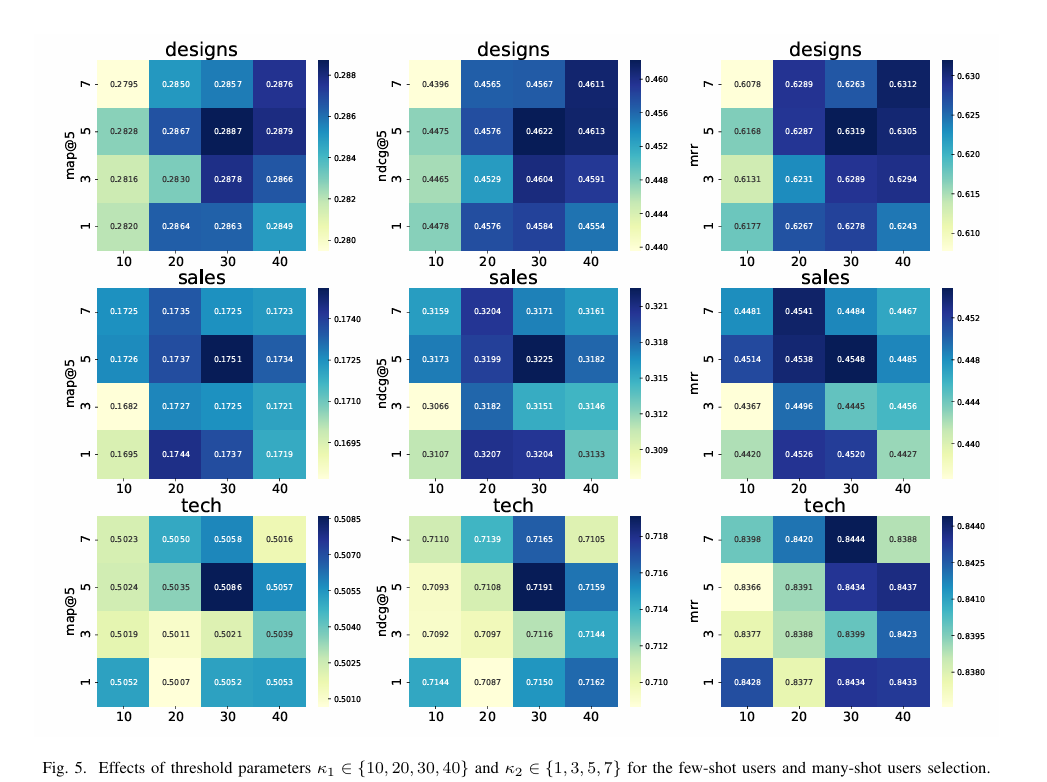 designs designs designs
map@5 7 0.2795 0.2850 0.2857 0.2876
5 0.2828 0.2867 0.2887 0.2879
3 0.2816 0.2830 0.2878 0.2866
1 0.2820 0.2864 0.2863 0.2849
10 20 30 40
0.288
0.286
0.284
0.282
0.280
ndcg@5 7 0.4396 0.4565 0.4567 0.4611
5 0.4475 0.4576 0.4622 0.4613
3 0.4465 0.4529 0.4604 0.4591
1 0.4478 0.4576 0.4584 0.4554
10 20 30 40
0.460
0.456
0.452
0.448
0.444
0.440
mrr 7 0.6078 0.6289 0.6263 0.6312
5 0.6168 0.6287 0.6319 0.6305
3 0.6131 0.6231 0.6289 0.6294
1 0.6177 0.6267 0.6278 0.6243
10 20 30 40
0.630
0.625
0.620
0.615
0.610
sales sales sales
map@5 7 0.1725 0.1735 0.1725 0.1723
5 0.1726 0.1737 0.1751 0.1734
3 0.1682 0.1727 0.1725 0.1721
1 0.1695 0.1744 0.1737 0.1719
10 20 30 40
0.1740
0.1725
0.1710
0.1695
ndcg@5 7 0.3159 0.3204 0.3171 0.3161
5 0.3173 0.3199 0.3225 0.3182
3 0.3066 0.3182 0.3151 0.3146
1 0.3107 0.3207 0.3204 0.3133
10 20 30 40
0.321
0.318
0.315
0.312
0.309
mrr 7 0.4481 0.4541 0.4484 0.4467
5 0.4514 0.4538 0.4548 0.4485
3 0.4367 0.4496 0.4445 0.4456
1 0.4420 0.4526 0.4520 0.4427
10 20 30 40
0.452
0.448
0.444
0.440
tech tech tech
map@5 7 0.5023 0.5050 0.5058 0.5016
5 0.5024 0.5035 0.5086 0.5057
3 0.5019 0.5011 0.5021 0.5039
1 0.5052 0.5007 0.5052 0.5053
10 20 30 40
0.5085
0.5070
0.5055
0.5040
0.5025
0.5010
ndcg@5 7 0.7110 0.7139 0.7165 0.7105
5 0.7093 0.7108 0.7191 0.7159
3 0.7092 0.7097 0.7116 0.7144
1 0.7144 0.7087 0.7150 0.7162
10 20 30 40
0.718
0.716
0.714
0.712
0.710
mrr 7 0.8398 0.8420 0.8444 0.8388
5 0.8366 0.8391 0.8434 0.8437
3 0.8377 0.8388 0.8399 0.8423
1 0.8428 0.8377 0.8434 0.8433
10 20 30 40
0.8440
0.8425
0.8410
0.8395
0.8380
Fig. 5. Effects of threshold parameters κ₁ ∈ {10, 20, 30, 40} and κ₂ ∈ {1, 3, 5, 7} for the few-shot users and many-shot users selection.